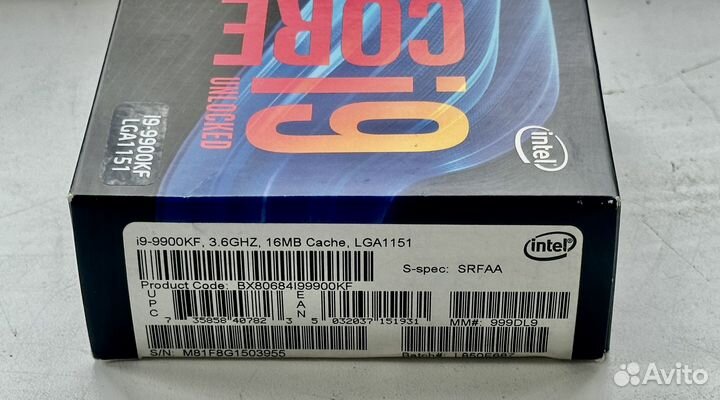 CORE
i9
UNLOCKED
I9-9900KF
LGA1151
intel
i9-9900KF, 3.6GHZ, 16MB Cache, LGA1151
intel
S-spec: SRFAA
Product Code: BX80684I99900KF
UPC
EAN
7 35858 40782 3 5 032037 151931
MM#: 999DL9
S/N: M81F8G1503955
Batch#:
Avito